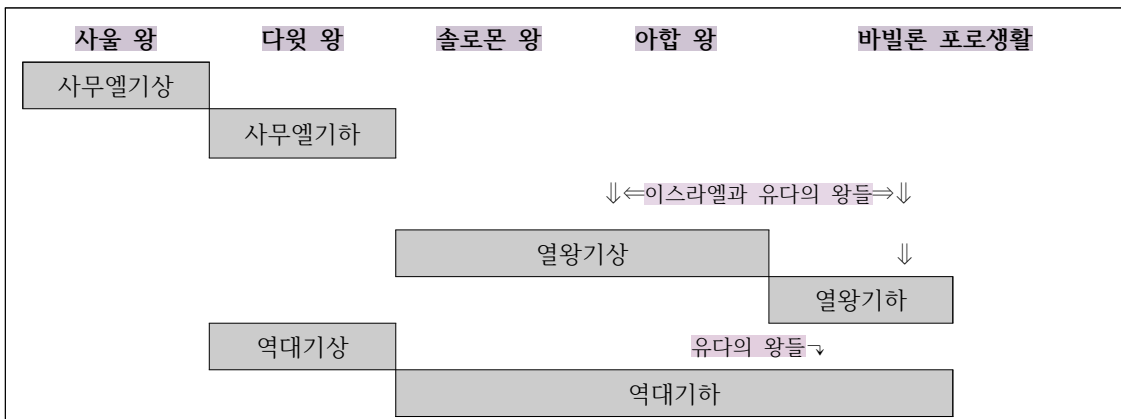 사울 왕 다윗 왕 솔로몬 왕 아합 왕 바빌론 포로생활
사무엘기상
사무엘기하
⇓⇐이스라엘과 유다의 왕들⇒⇓
열왕기상 ⇓
열왕기하
역대기상 유다의 왕들⤵
역대기하